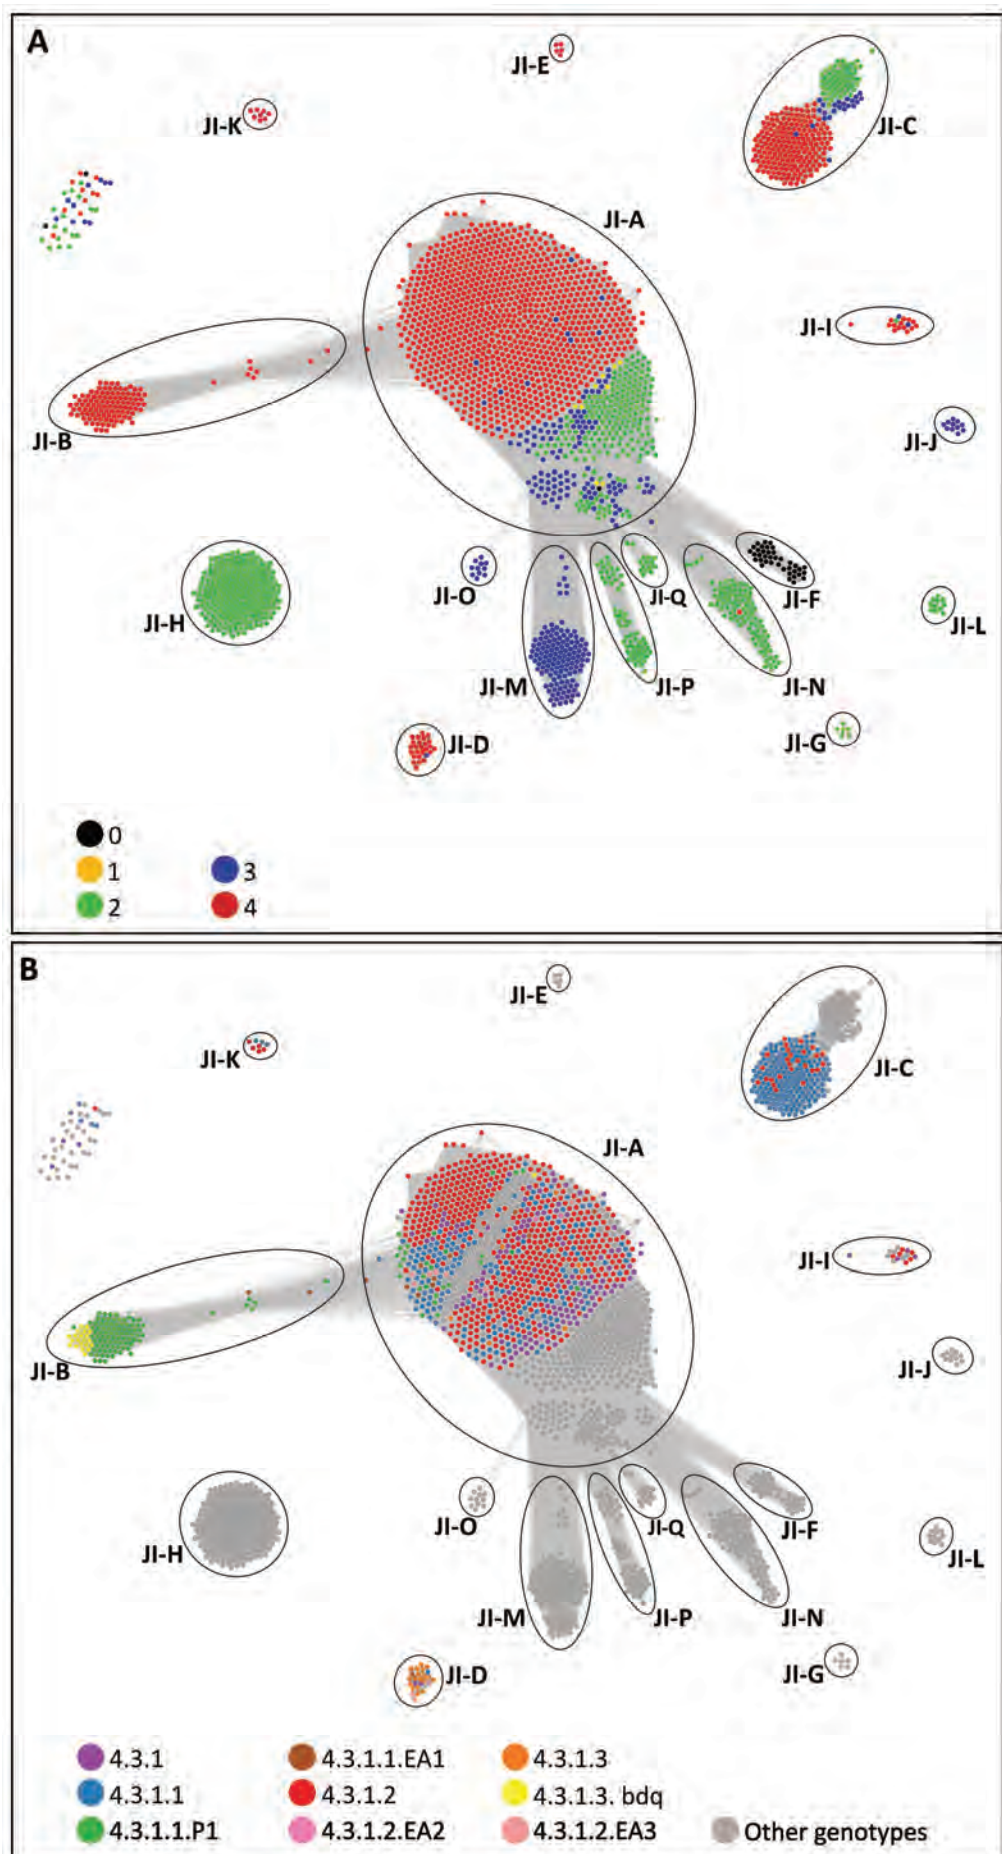 A
JI-E
JI-K
JI-C
JI-A
JI-I
JI-B
JI-J
JI-O
JI-Q
JI-F
JI-H
JI-L
JI-M
JI-P
JI-N
JI-D
JI-G
0
1 3
2 4
B
JI-E
JI-K
JI-C
JI-A
JI-I
JI-B
JI-J
JI-O
JI-Q
JI-F
JI-H
JI-L
JI-M
JI-P
JI-N
JI-D
JI-G
4.3.1 4.3.1.1.EA1 4.3.1.3
4.3.1.1 4.3.1.2 4.3.1.3. bdq
4.3.1.1.P1 4.3.1.2.EA2 4.3.1.2.EA3 Other genotypes